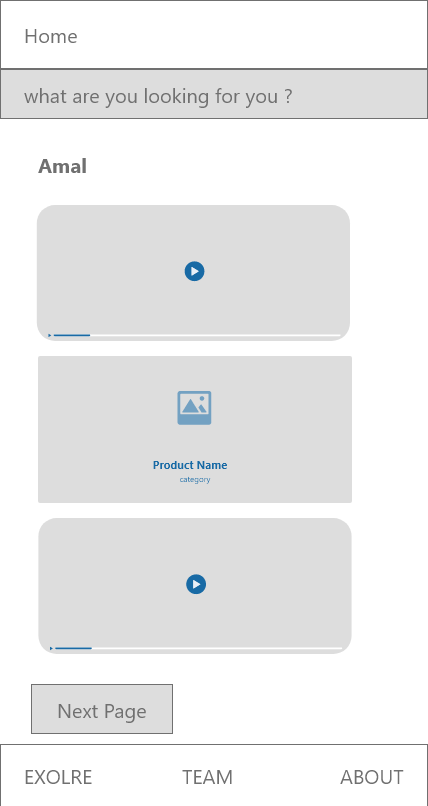 Home
what are you looking for you ?
Amal
Product Name
category
Next Page
EXOLRE TEAM ABOUT